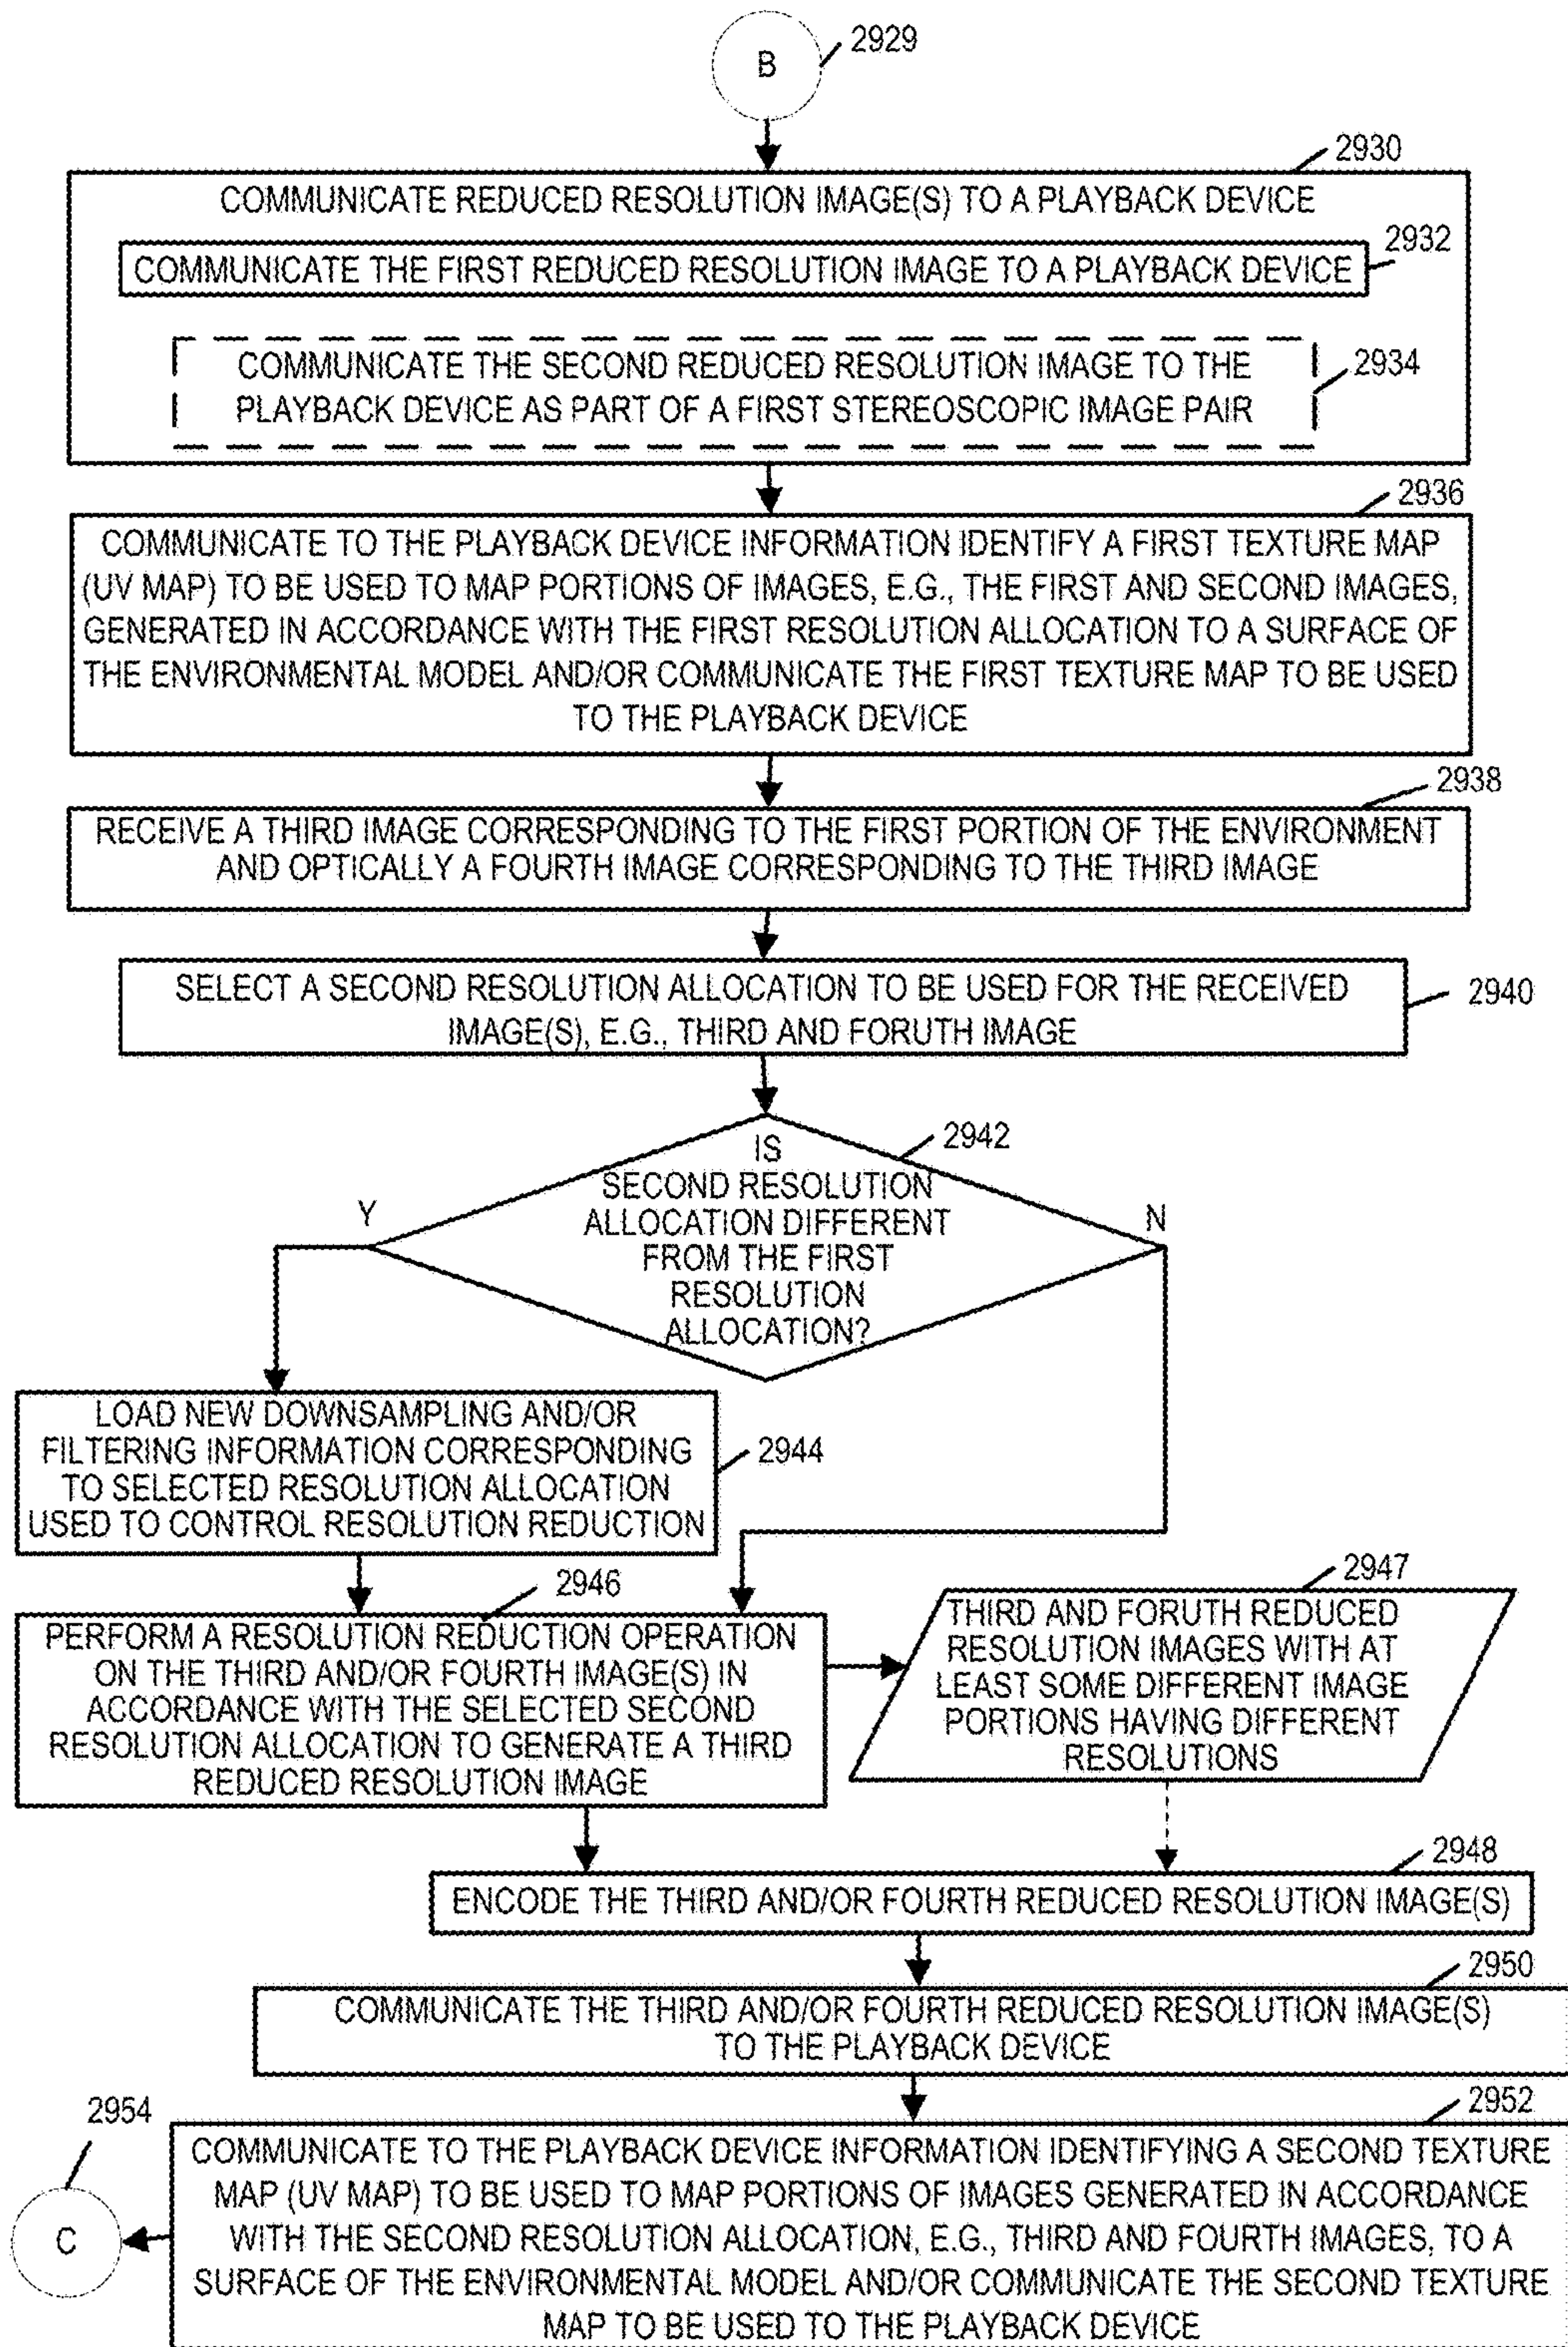 B
2929
2930
COMMUNICATE REDUCED RESOLUTION IMAGE(S) TO A PLAYBACK DEVICE
2932
COMMUNICATE THE FIRST REDUCED RESOLUTION IMAGE TO A PLAYBACK DEVICE
COMMUNICATE THE SECOND REDUCED RESOLUTION IMAGE TO THE
PLAYBACK DEVICE AS PART OF A FIRST STEREOSCOPIC IMAGE PAIR
2934
2936
COMMUNICATE TO THE PLAYBACK DEVICE INFORMATION IDENTIFY A FIRST TEXTURE MAP
(UV MAP) TO BE USED TO MAP PORTIONS OF IMAGES, E.G., THE FIRST AND SECOND IMAGES,
GENERATED IN ACCORDANCE WITH THE FIRST RESOLUTION ALLOCATION TO A SURFACE OF
THE ENVIRONMENTAL MODEL AND/OR COMMUNICATE THE FIRST TEXTURE MAP TO BE USED
TO THE PLAYBACK DEVICE
2938
RECEIVE A THIRD IMAGE CORRESPONDING TO THE FIRST PORTION OF THE ENVIRONMENT
AND OPTICALLY A FOURTH IMAGE CORRESPONDING TO THE THIRD IMAGE
SELECT A SECOND RESOLUTION ALLOCATION TO BE USED FOR THE RECEIVED
IMAGE(S), E.G., THIRD AND FORUTH IMAGE
2940
2942
IS
SECOND RESOLUTION
ALLOCATION DIFFERENT
FROM THE FIRST
RESOLUTION
ALLOCATION?
Y
N
LOAD NEW DOWNSAMPLING AND/OR
FILTERING INFORMATION CORRESPONDING
TO SELECTED RESOLUTION ALLOCATION
USED TO CONTROL RESOLUTION REDUCTION
2944
2946
PERFORM A RESOLUTION REDUCTION OPERATION
ON THE THIRD AND/OR FOURTH IMAGE(S) IN
ACCORDANCE WITH THE SELECTED SECOND
RESOLUTION ALLOCATION TO GENERATE A THIRD
REDUCED RESOLUTION IMAGE
2947
THIRD AND FORUTH REDUCED
RESOLUTION IMAGES WITH AT
LEAST SOME DIFFERENT IMAGE
PORTIONS HAVING DIFFERENT
RESOLUTIONS
2948
ENCODE THE THIRD AND/OR FOURTH REDUCED RESOLUTION IMAGE(S)
2950
COMMUNICATE THE THIRD AND/OR FOURTH REDUCED RESOLUTION IMAGE(S)
TO THE PLAYBACK DEVICE
2952
COMMUNICATE TO THE PLAYBACK DEVICE INFORMATION IDENTIFYING A SECOND TEXTURE
MAP (UV MAP) TO BE USED TO MAP PORTIONS OF IMAGES GENERATED IN ACCORDANCE
WITH THE SECOND RESOLUTION ALLOCATION, E.G., THIRD AND FOURTH IMAGES, TO A
SURFACE OF THE ENVIRONMENTAL MODEL AND/OR COMMUNICATE THE SECOND TEXTURE
MAP TO BE USED TO THE PLAYBACK DEVICE
2954
C